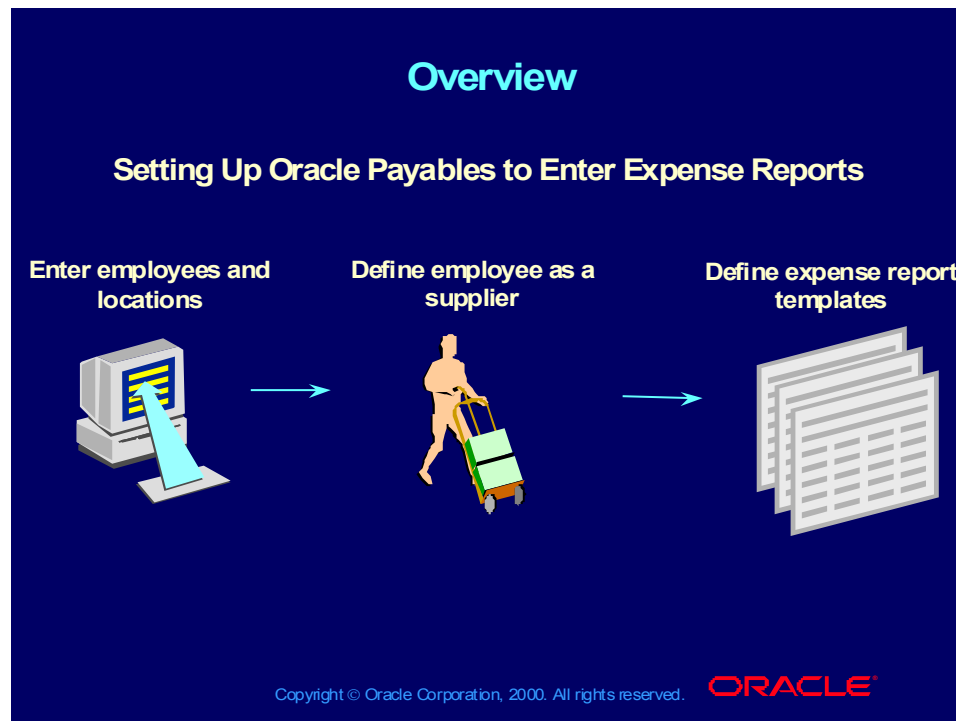 Overview
Setting Up Oracle Payables to Enter Expense Reports
Enter employees and
locations
Define employee as a
supplier
Define expense report
templates
Copyright © Oracle Corporation, 2000. All rights reserved.
ORACLE®